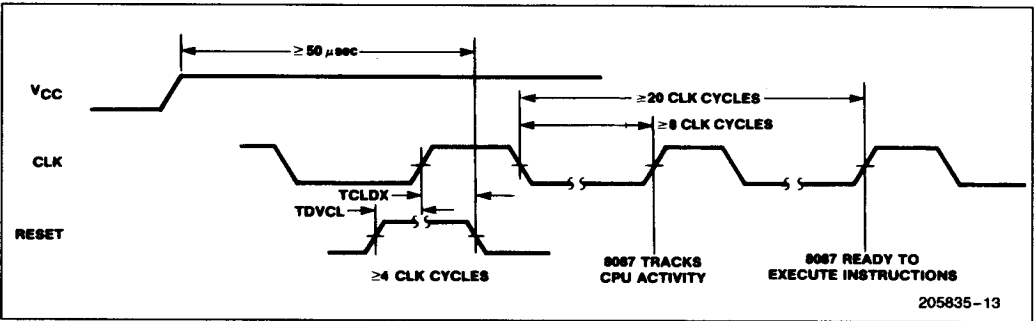 ≥ 50 μsec
VCC
≥20 CLK CYCLES
≥8 CLK CYCLES
CLK
TCLDX
TDVCL
RESET
≥4 CLK CYCLES
8087 TRACKS
CPU ACTIVITY
8087 READY TO
EXECUTE INSTRUCTIONS
205835-13